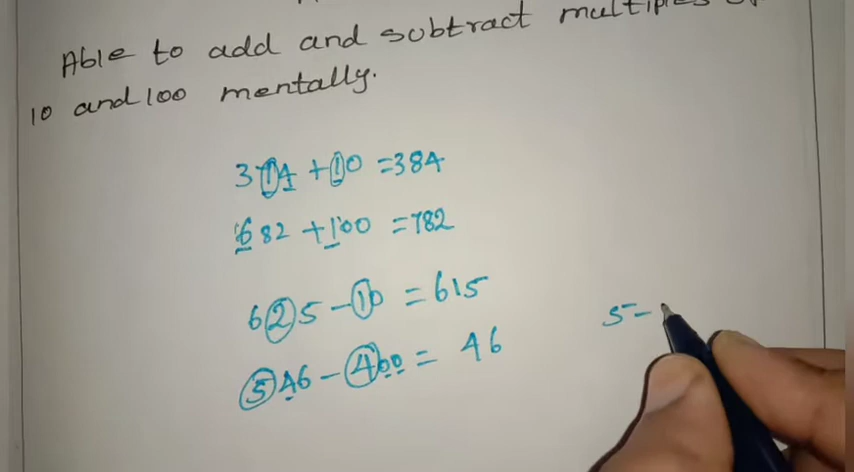 Able to add and subtract multiples
10 and 100 mentally.
374 + 10 = 384
682 + 100 = 782
625 - 10 = 615
546 - 400 = 46
5 -